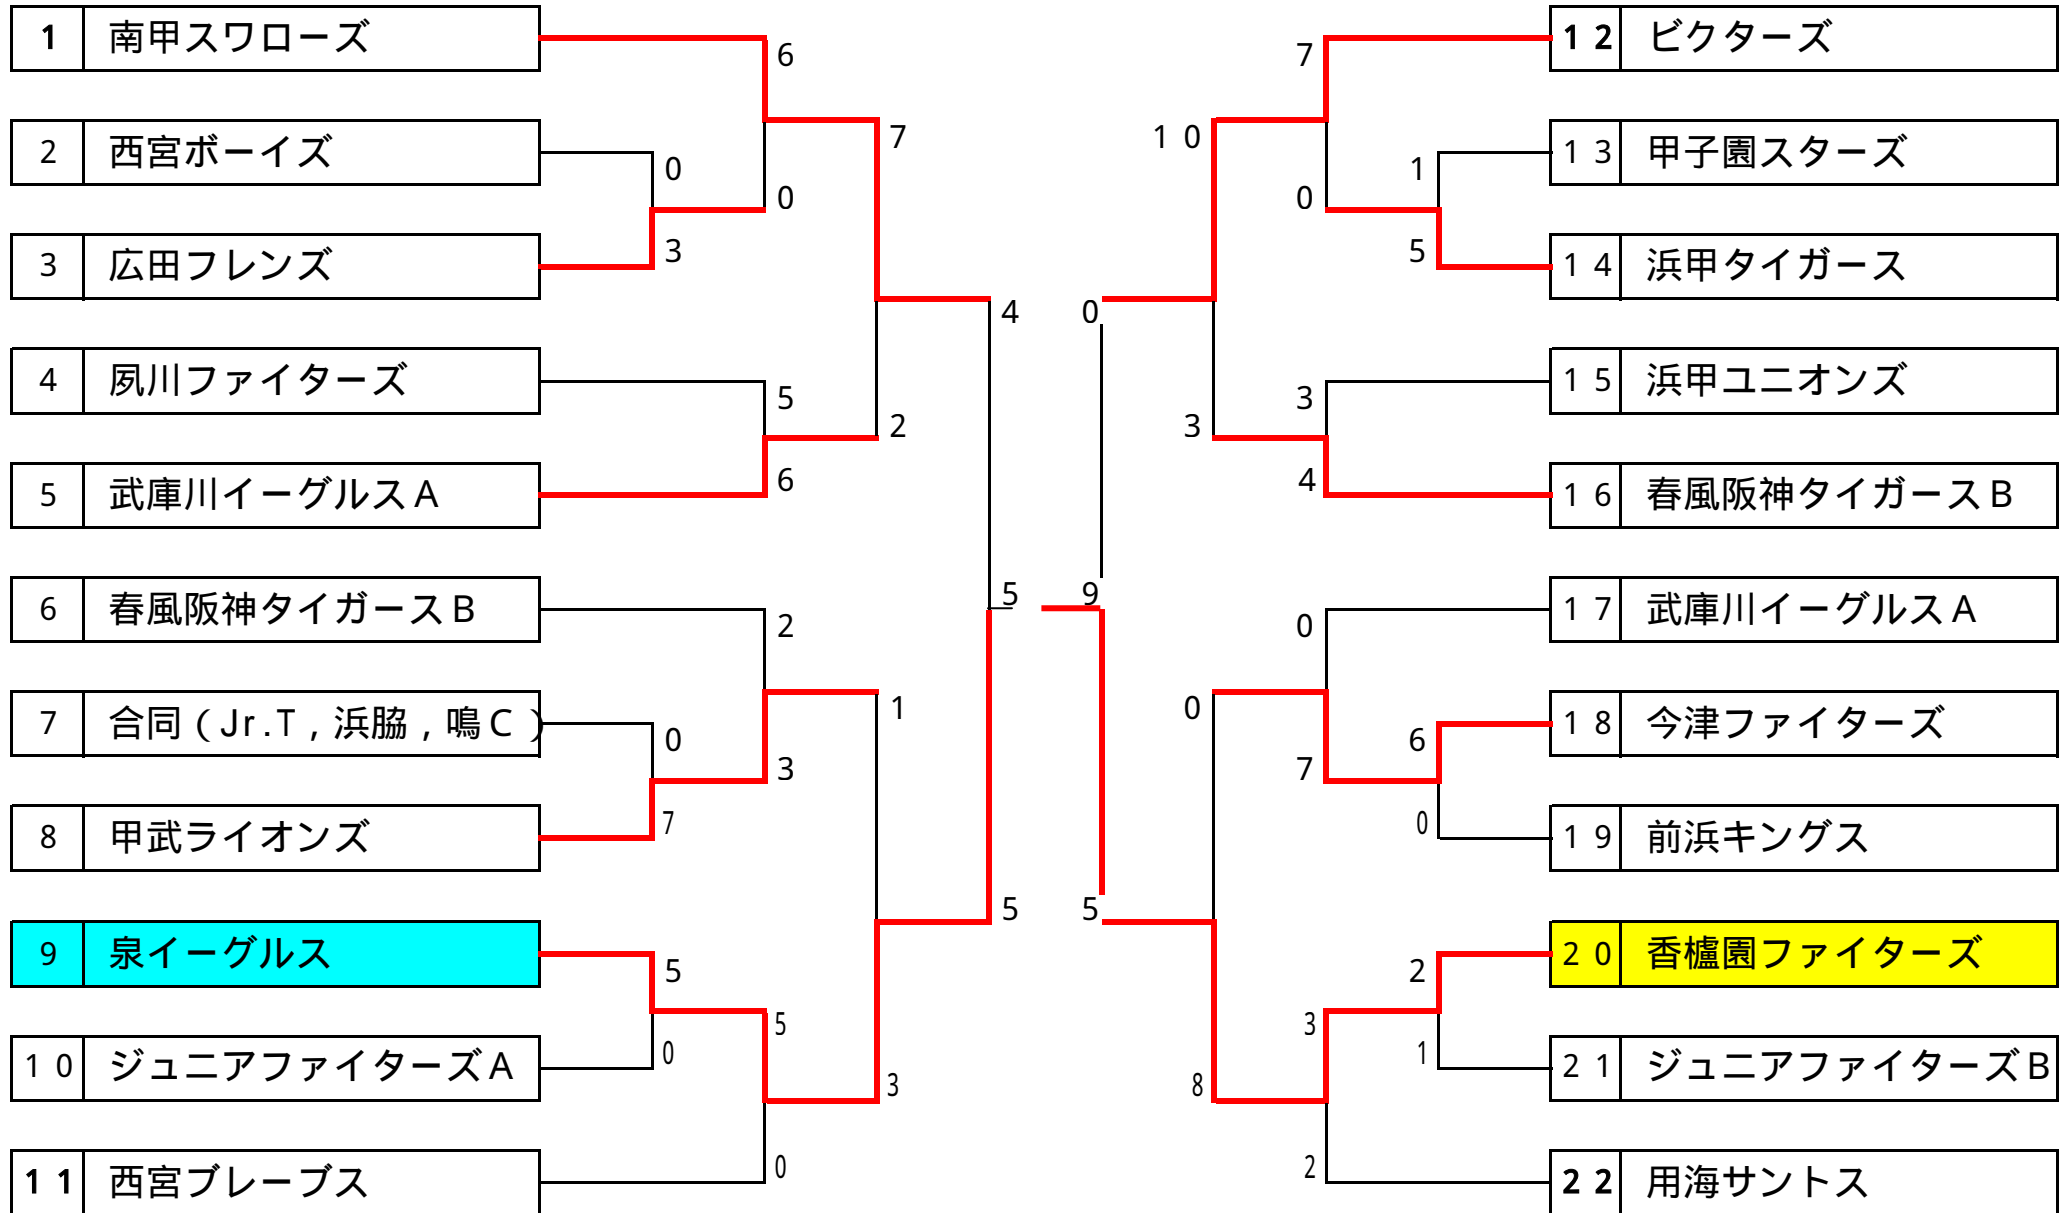 1 南甲スワローズ
2 西宮ボーイズ
3 広田フレンズ
4 夙川ファイターズ
5 武庫川イーグルスA
6 春風阪神タイガースB
7 合同（Jr.T，浜脇，鳴C）
8 甲武ライオンズ
9 泉イーグルス
10 ジュニアファイターズA
11 西宮ブレーブス
6
0
0
3
7
5
6
2
4
2
0
7
3
1
5
0
5
0
3
5
5
9
0
5
10
3
0
8
7
0
1
5
3
4
0
7
6
0
2
1
3
2
12 ビクターズ
13 甲子園スターズ
14 浜甲タイガース
15 浜甲ユニオンズ
16 春風阪神タイガースB
17 武庫川イーグルスA
18 今津ファイターズ
19 前浜キングス
20 香櫨園ファイターズ
21 ジュニアファイターズB
22 用海サントス